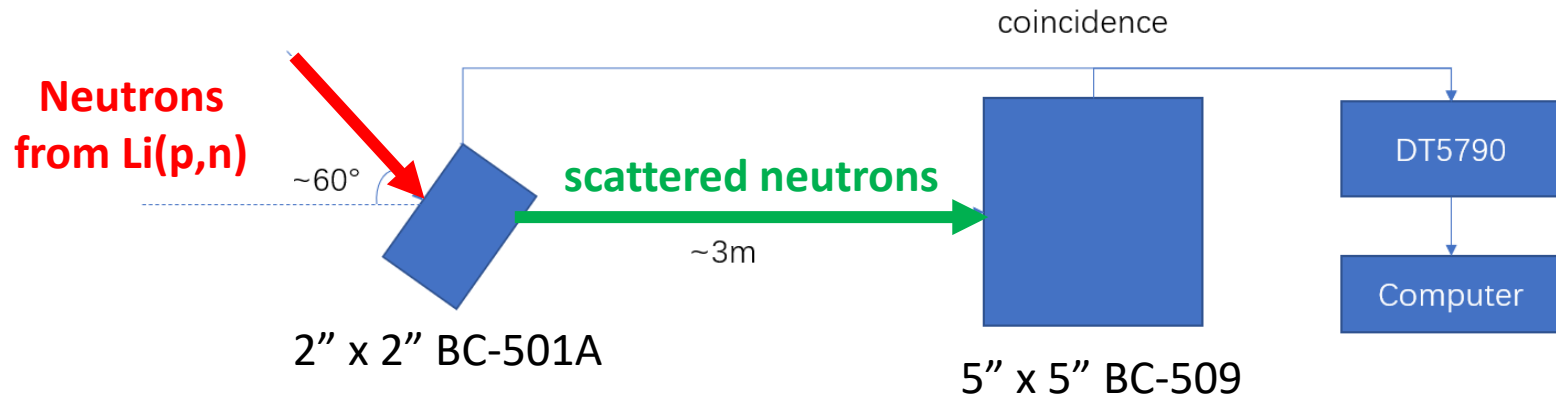 coincidence
Neutrons
from Li(p,n)
~60°
scattered neutrons
~3m
DT5790
Computer
2” x 2” BC-501A
5” x 5” BC-509